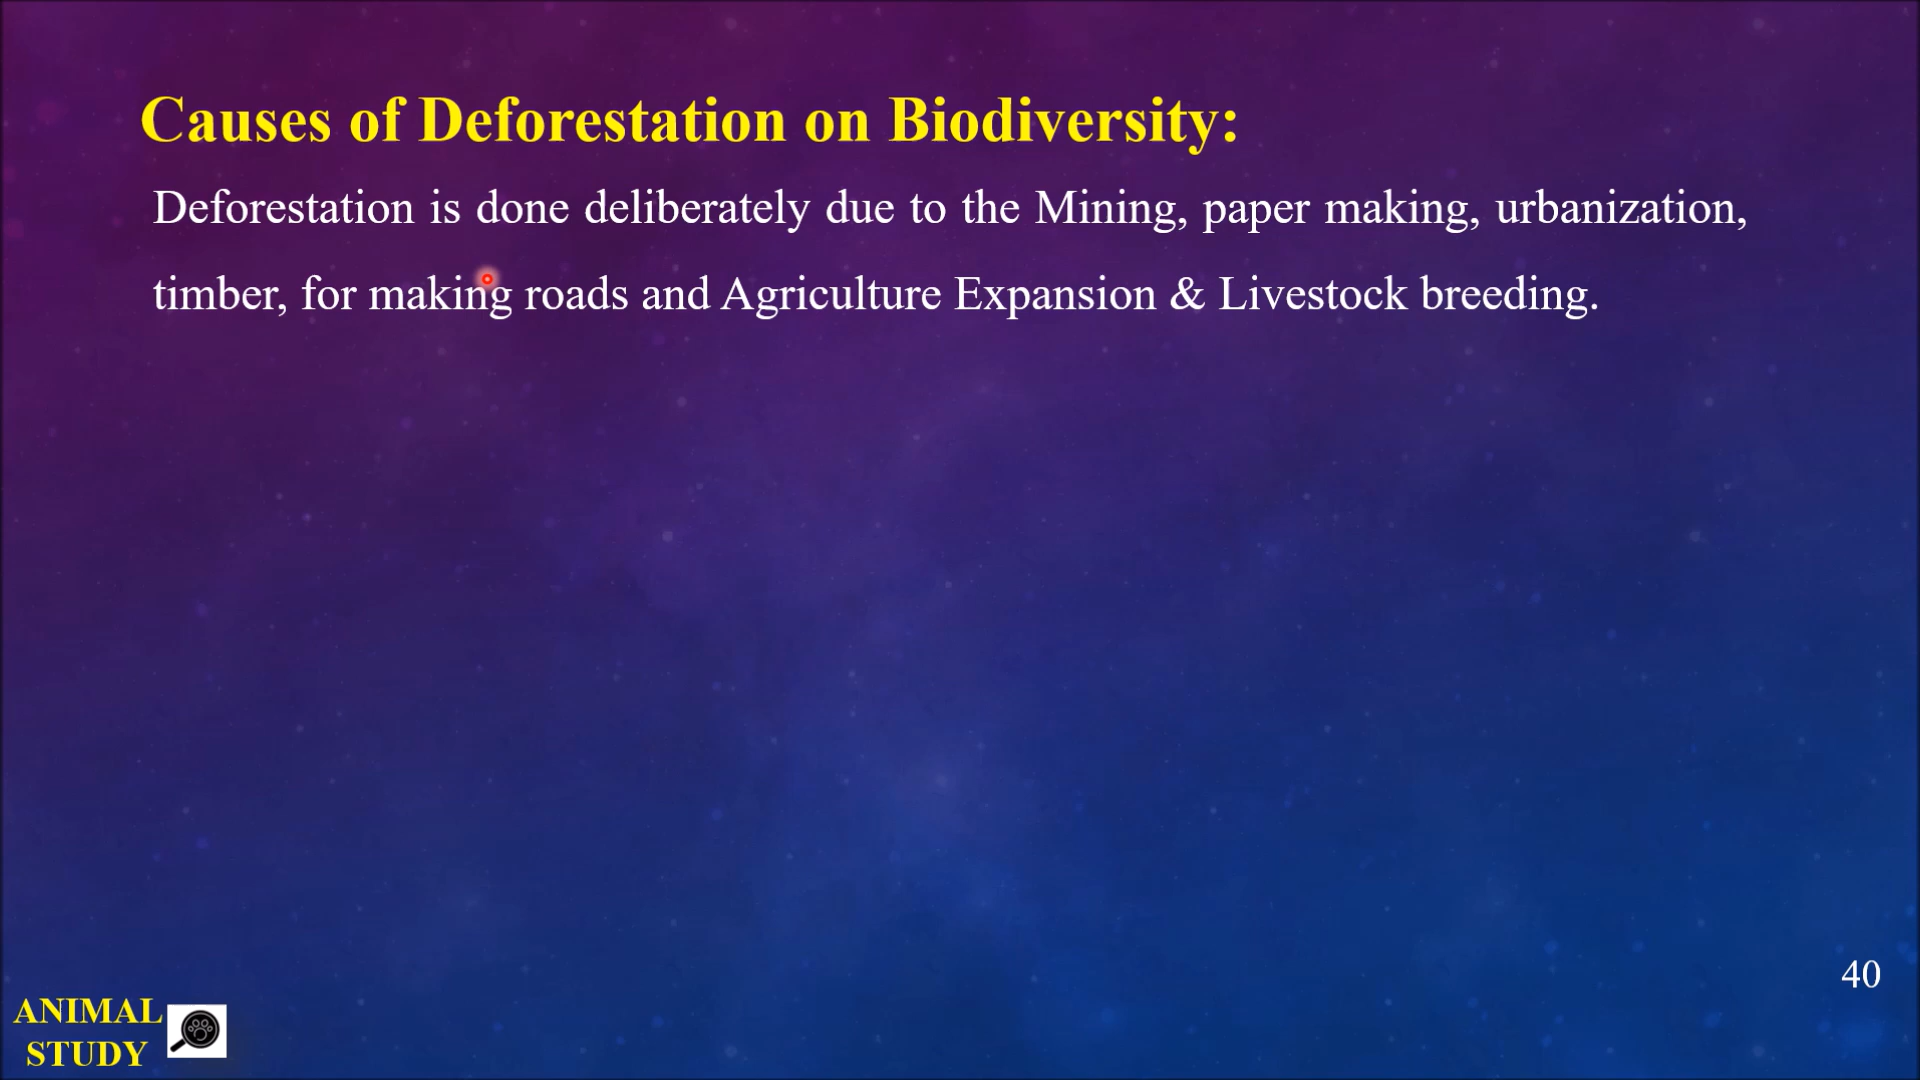 Causes of Deforestation on Biodiversity:
Deforestation is done deliberately due to the Mining, paper making, urbanization,
timber, for making roads and Agriculture Expansion & Livestock breeding.
40
ANIMAL
STUDY